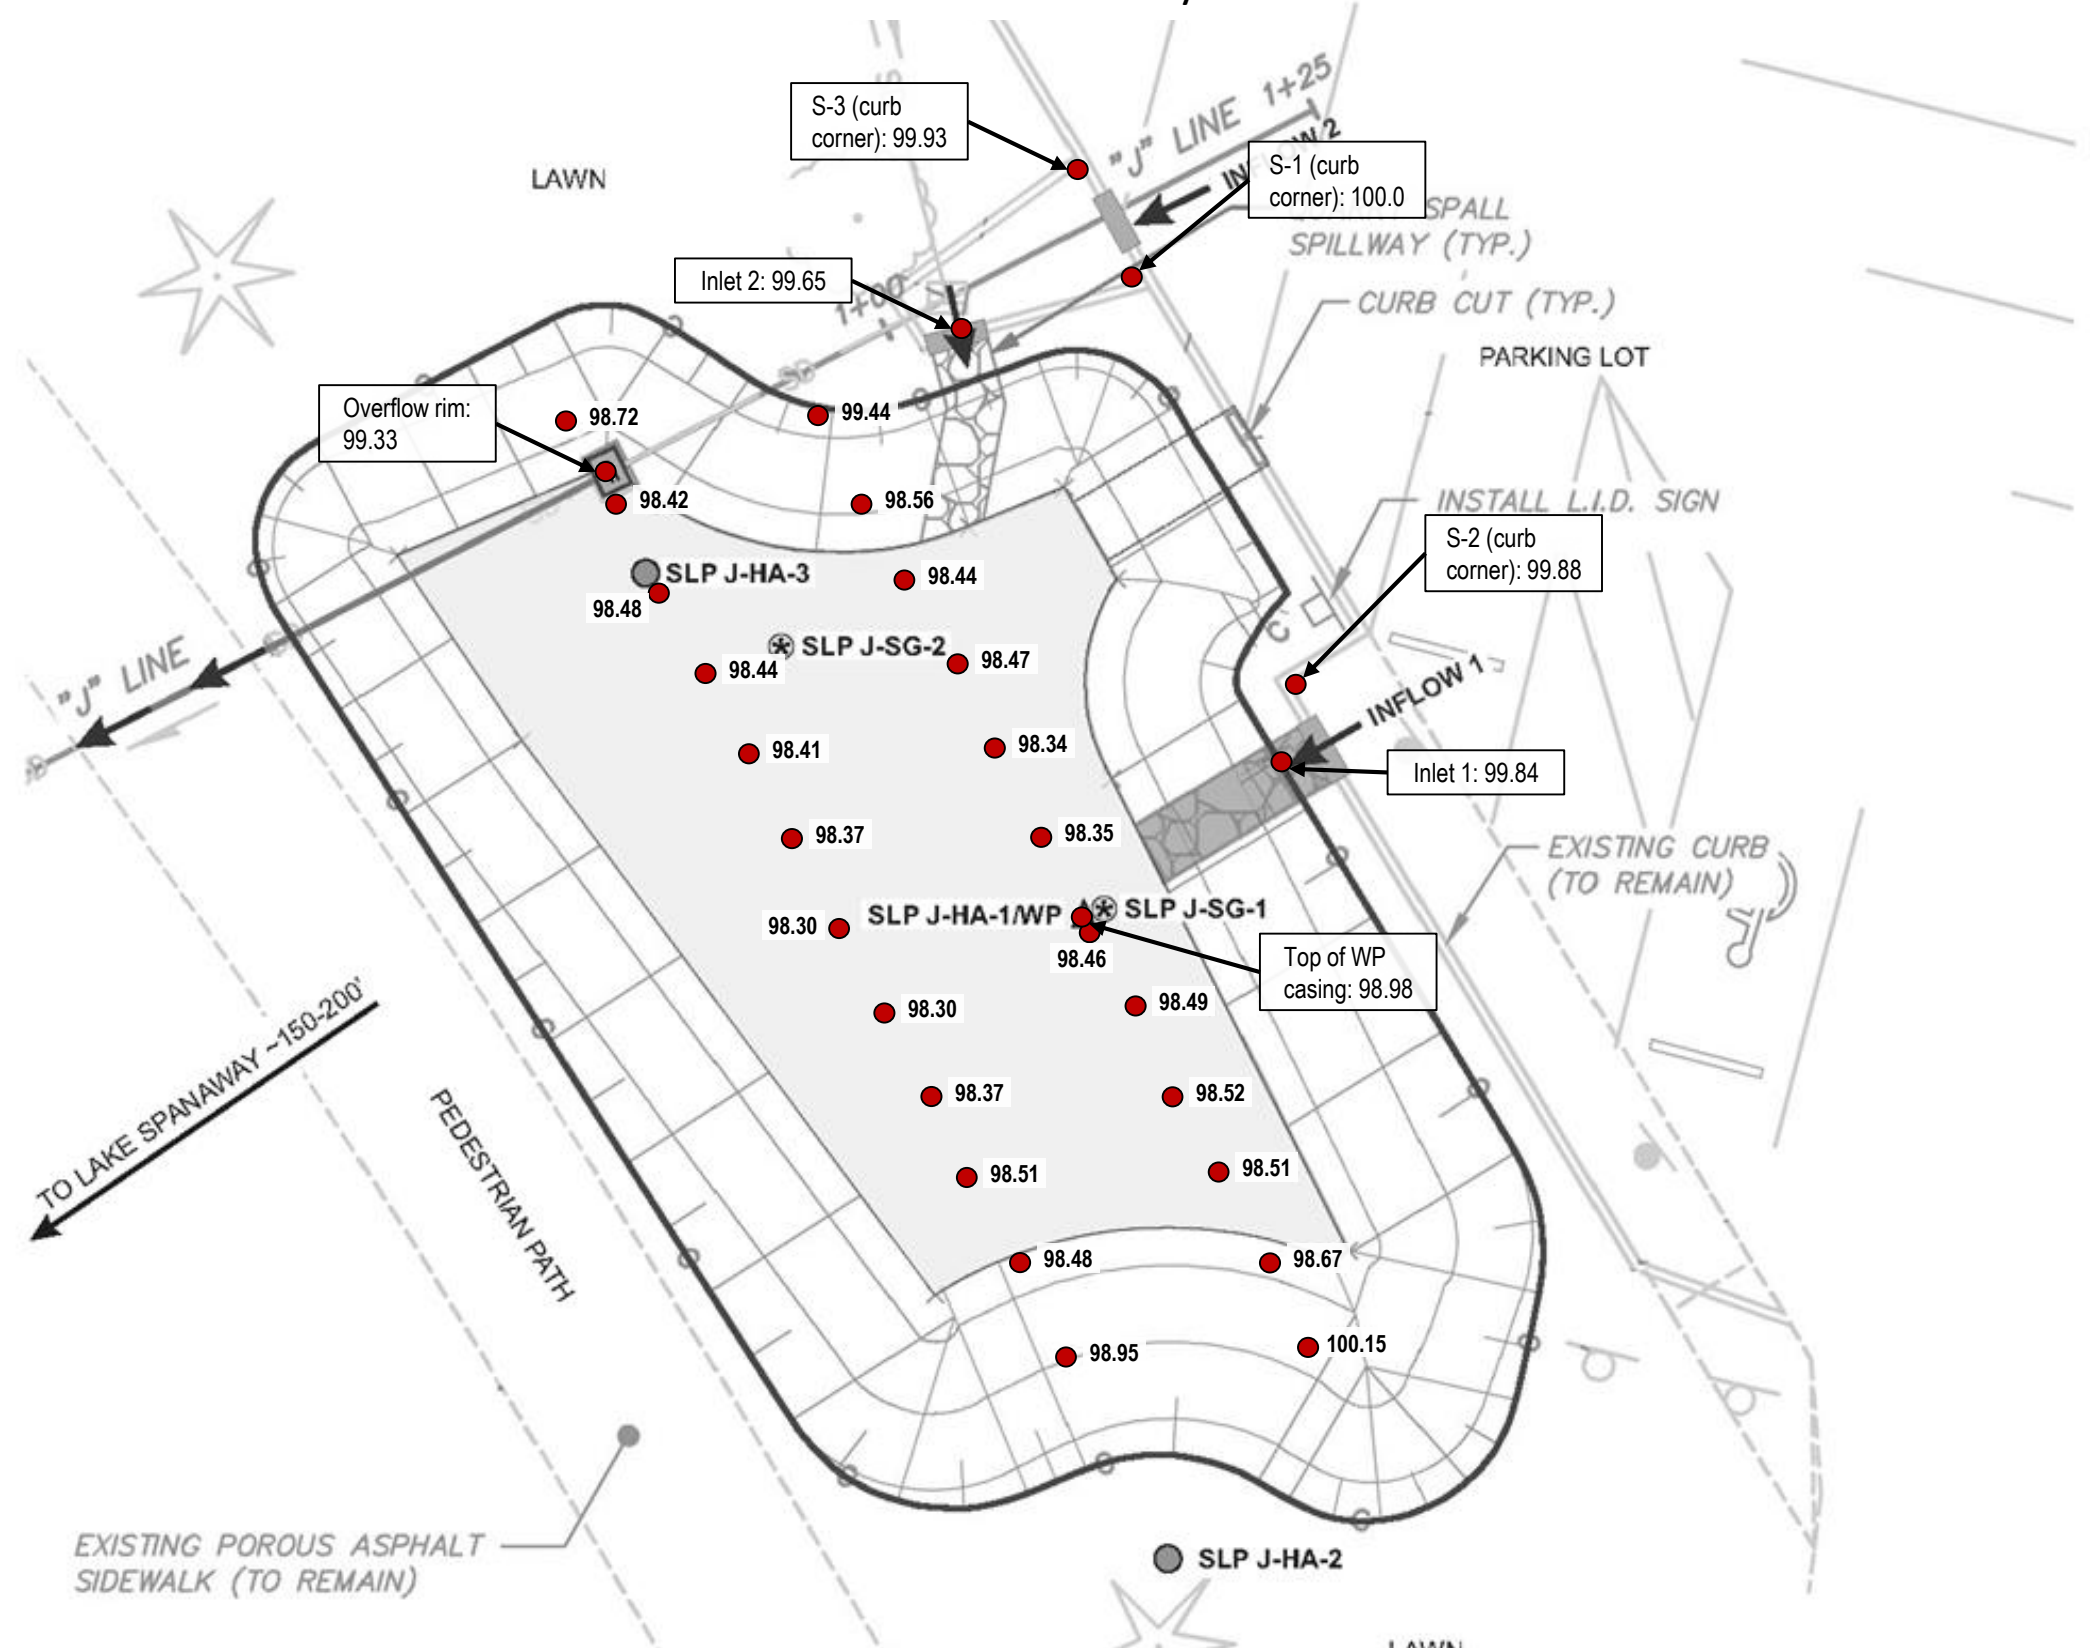 "J" LINE 1+25
S-3 (curb
corner): 99.93
INFLOW 2
S-1 (curb
corner): 100.0
LAWN
SPALL
SPILLWAY (TYP.)
Inlet 2: 99.65
1+00
CURB CUT (TYP.)
PARKING LOT
Overflow rim:
99.33
98.72
99.44
98.42
98.56
INSTALL L.I.D. SIGN
S-2 (curb
corner): 99.88
SLP J-HA-3
98.44
98.48
SLP J-SG-2
98.47
98.44
"J" LINE
INFLOW 1
98.41
98.34
Inlet 1: 99.84
98.37
98.35
EXISTING CURB
(TO REMAIN)
98.30
SLP J-HA-1/WP
SLP J-SG-1
98.46
Top of WP
casing: 98.98
98.30
98.49
TO LAKE SPANAWAY ~150-200'
PEDESTRIAN PATH
98.37
98.52
98.51
98.51
98.48
98.67
98.95
100.15
EXISTING POROUS ASPHALT
SIDEWALK (TO REMAIN)
SLP J-HA-2
LAWN